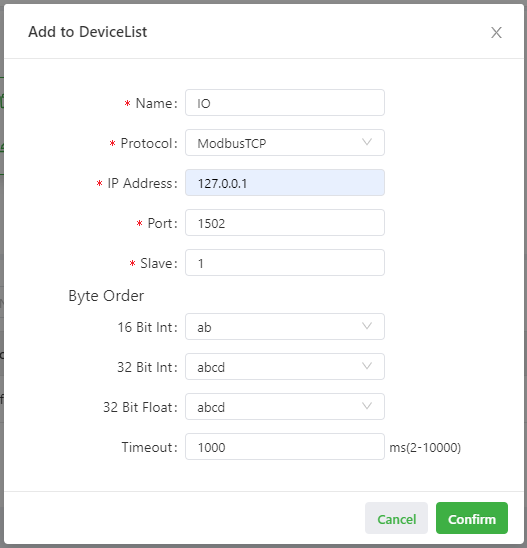 Add to DeviceList
* Name: IO
* Protocol: ModbusTCP
* IP Address: 127.0.0.1
* Port: 1502
* Slave: 1
Byte Order
16 Bit Int: ab
32 Bit Int: abcd
32 Bit Float: abcd
Timeout: 1000 ms(2-10000)
Cancel Confirm